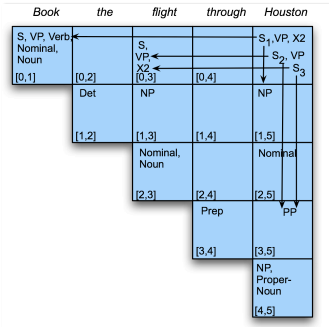 Book the flight through Houston
S, VP, Verb, Nominal, Noun
[0,1]
[0,2]
S, VP, X2
[0,3]
[0,4]
S1,VP, X2
S2, VP
S3
Det
[1,2]
NP
[1,3]
[1,4]
NP
[1,5]
Nominal, Noun
[2,3]
[2,4]
Nominal
[2,5]
Prep
[3,4]
PP
[3,5]
NP, Proper-Noun
[4,5]